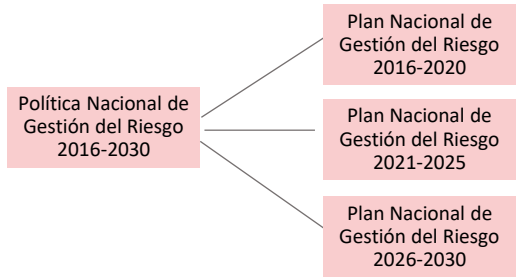 Política Nacional de
Gestión del Riesgo
2016-2030
Plan Nacional de
Gestión del Riesgo
2016-2020
Plan Nacional de
Gestión del Riesgo
2021-2025
Plan Nacional de
Gestión del Riesgo
2026-2030